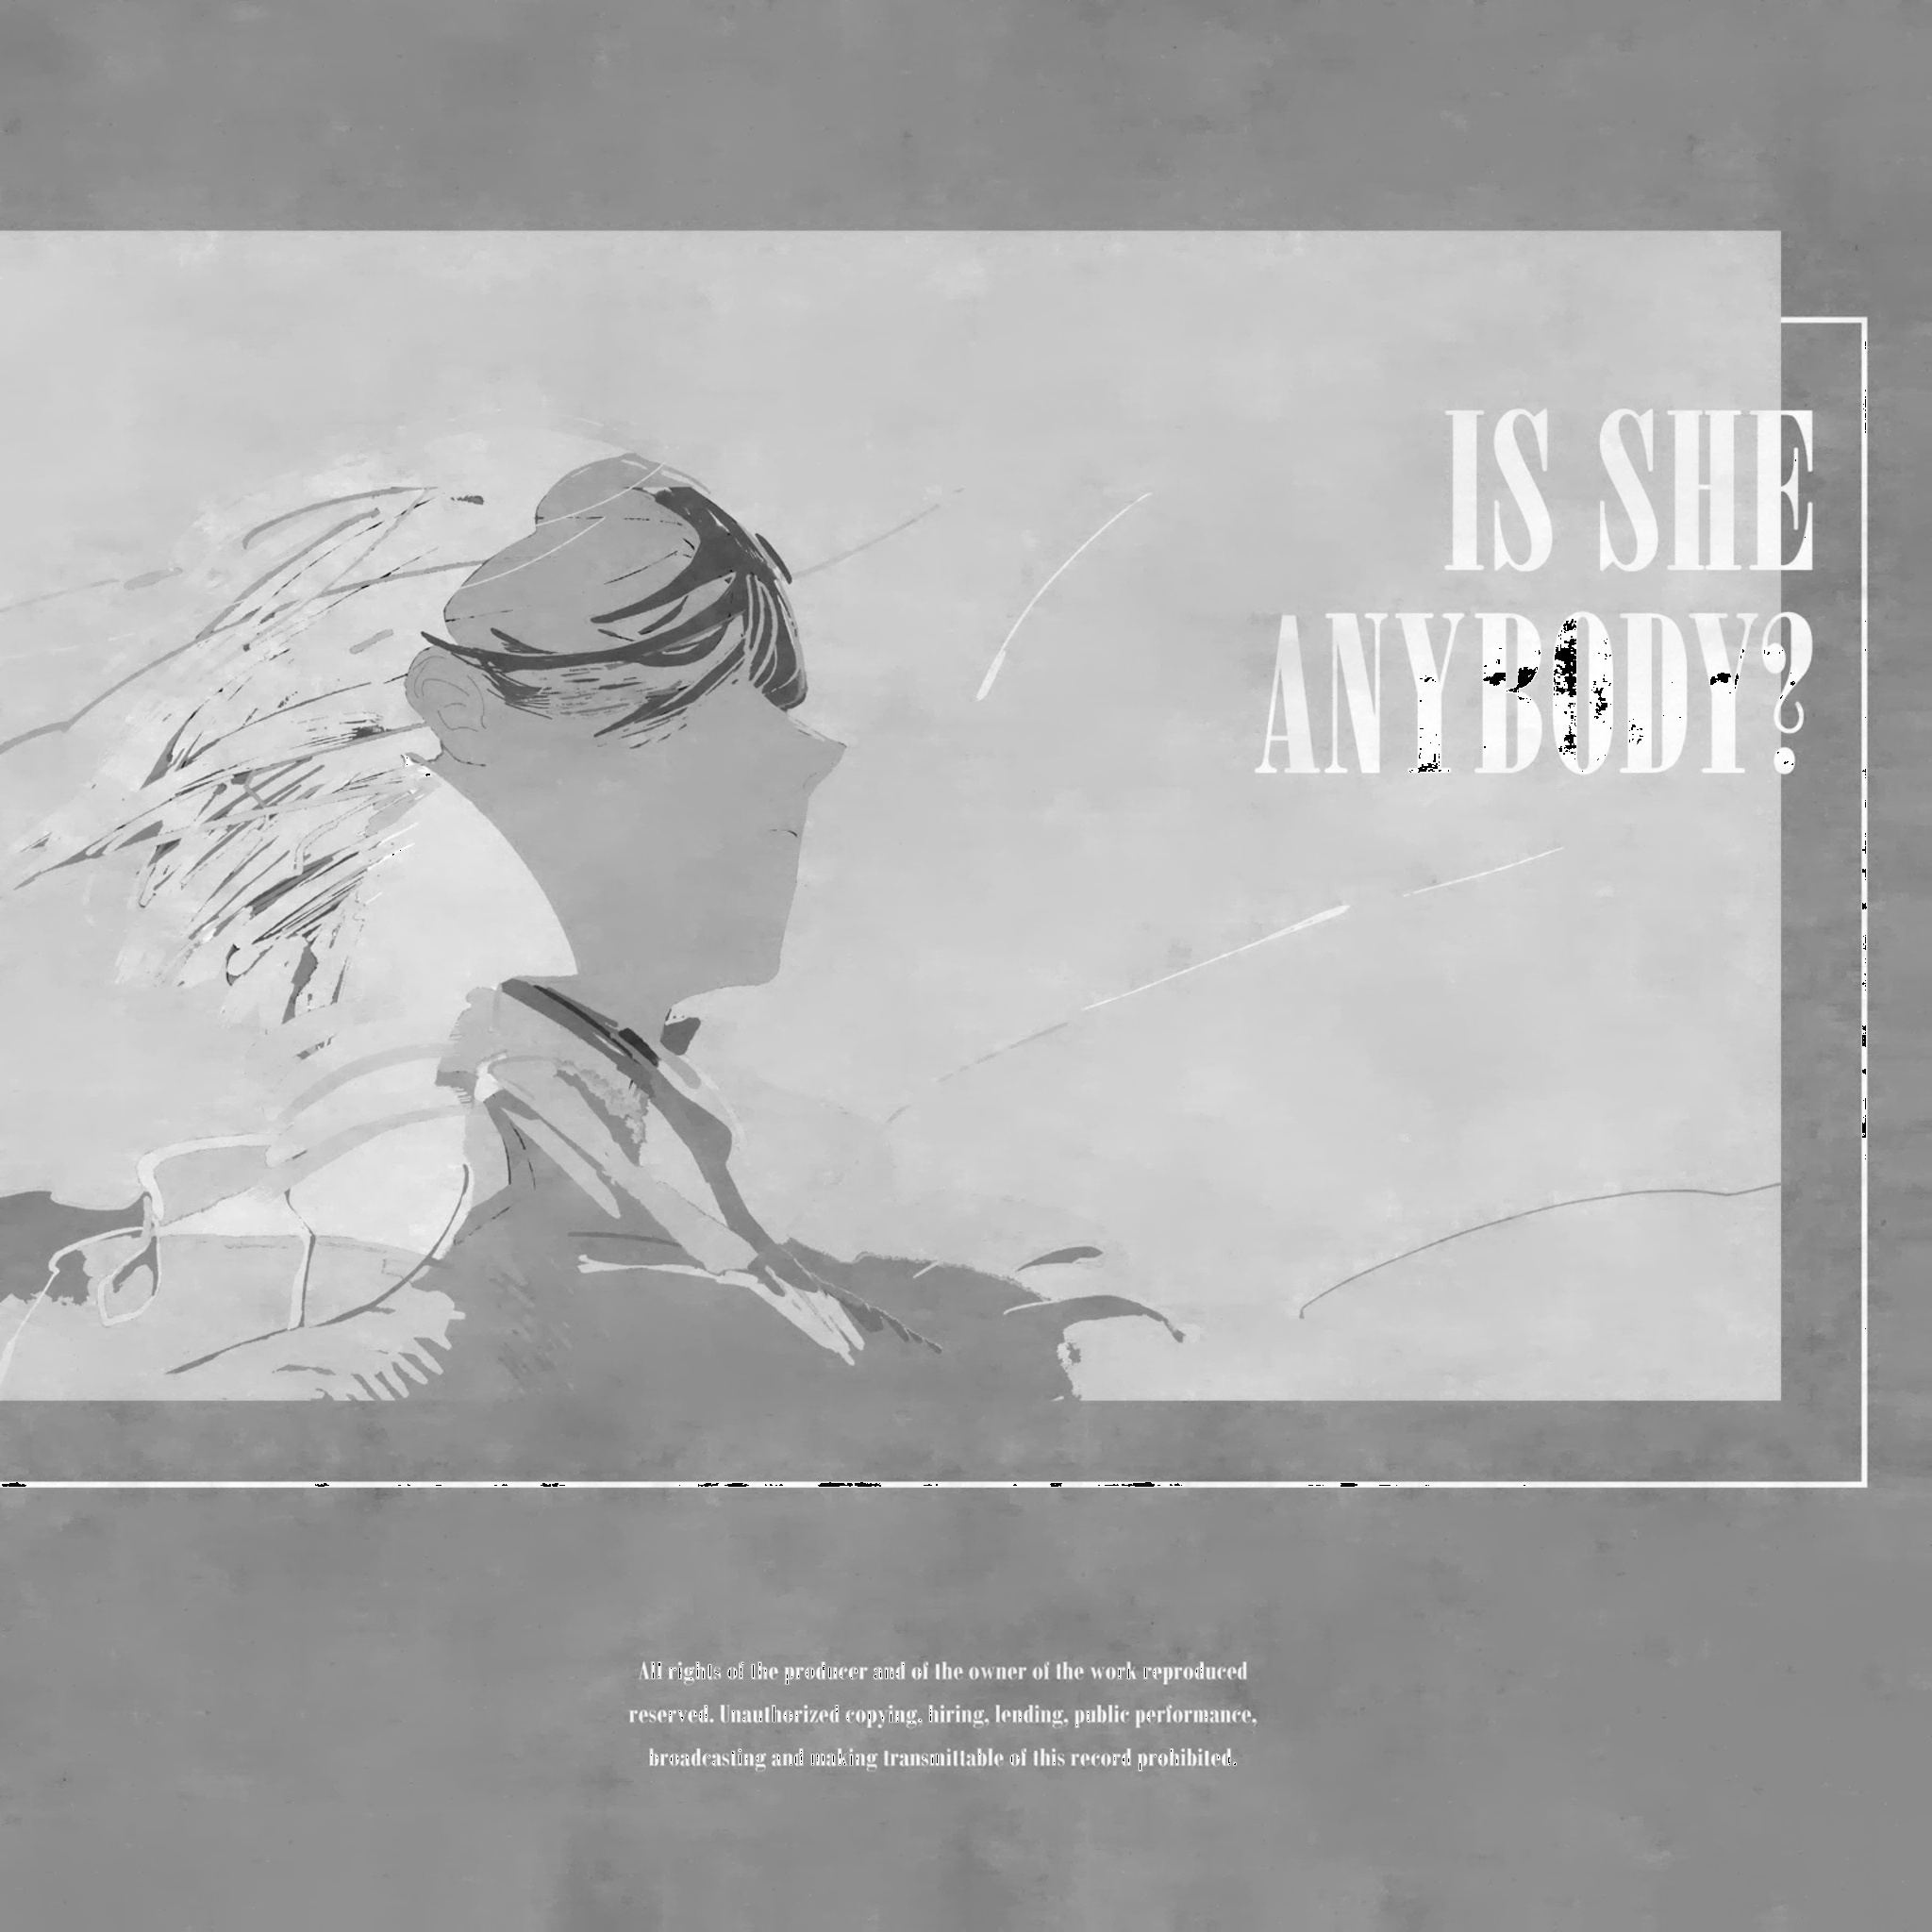 IS SHE
ANYBODY?
All rights of the producer and of the owner of the work reproduced
reserved. Unauthorized copying, hiring, lending, public performance,
broadcasting and making transmittable of this record prohibited.